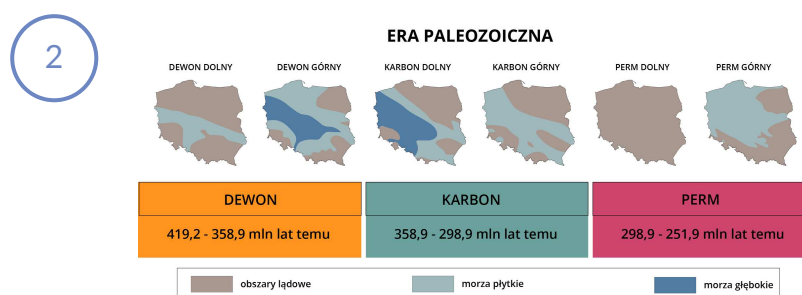 2
ERA PALEOZOICZNA
DEWON DOLNY
DEWON GÓRNY
KARBON DOLNY
KARBON GÓRNY
PERM DOLNY
PERM GÓRNY
DEWON
KARBON
PERM
419,2 - 358,9 mln lat temu
358,9 - 298,9 mln lat temu
298,9 - 251,9 mln lat temu
obszary lądowe
morza płytkie
morza głębokie